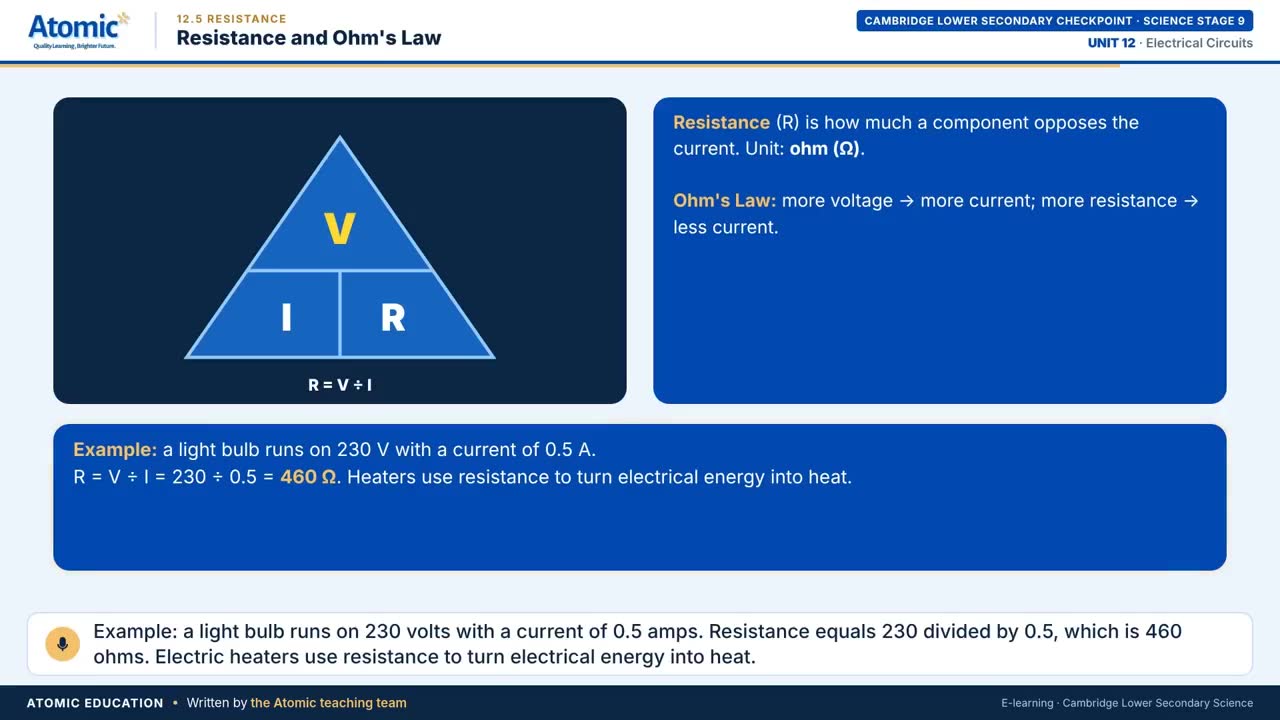 Atomic
Quality Learning, Brighter Future.
12.5 RESISTANCE
Resistance and Ohm's Law
CAMBRIDGE LOWER SECONDARY CHECKPOINT · SCIENCE STAGE 9
UNIT 12 · Electrical Circuits
V
I R
R = V ÷ I
Resistance (R) is how much a component opposes the
current. Unit: ohm (Ω).
Ohm's Law: more voltage → more current; more resistance →
less current.
Example: a light bulb runs on 230 V with a current of 0.5 A.
R = V ÷ I = 230 ÷ 0.5 = 460 Ω. Heaters use resistance to turn electrical energy into heat.
Example: a light bulb runs on 230 volts with a current of 0.5 amps. Resistance equals 230 divided by 0.5, which is 460
ohms. Electric heaters use resistance to turn electrical energy into heat.
ATOMIC EDUCATION • Written by the Atomic teaching team
E-learning · Cambridge Lower Secondary Science